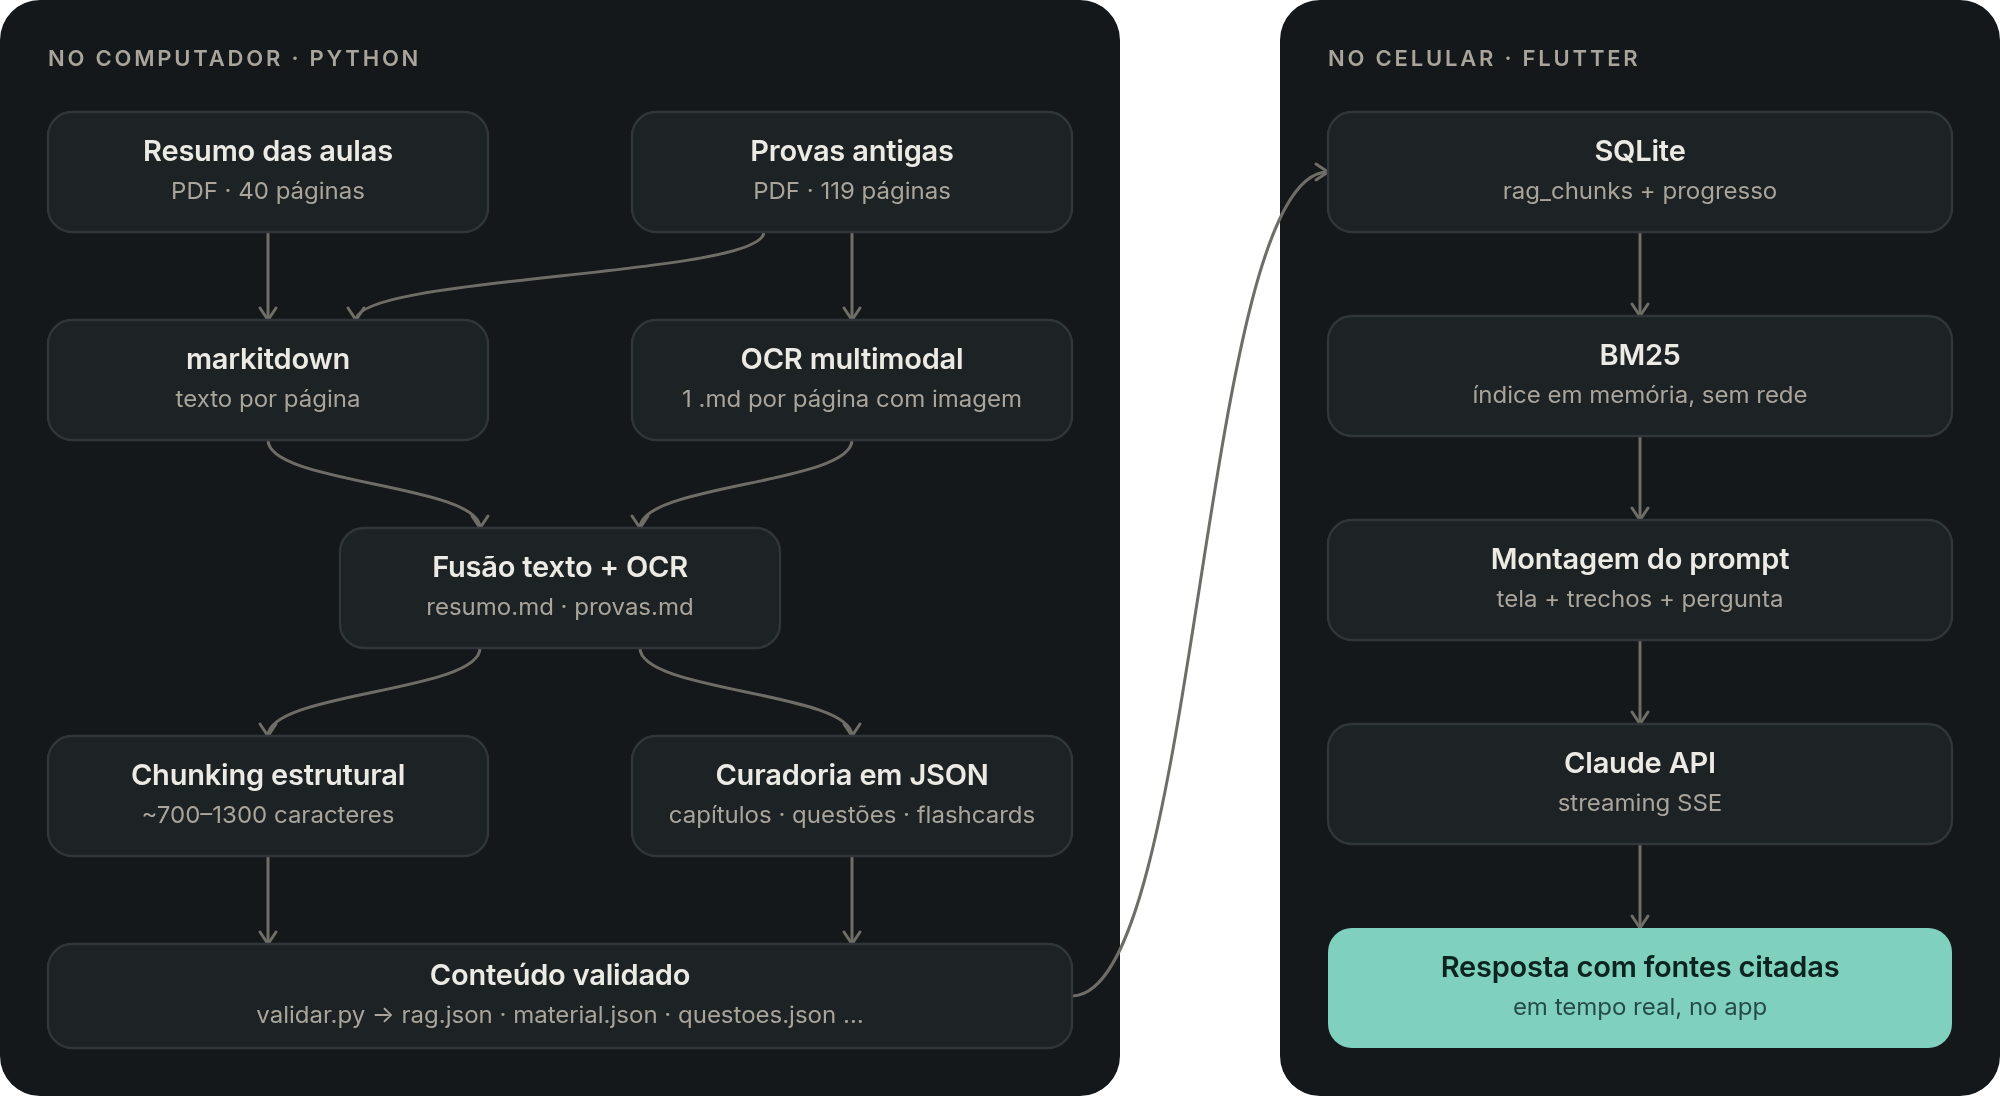 NO COMPUTADOR · PYTHON
Resumo das aulas
PDF · 40 páginas
Provas antigas
PDF · 119 páginas
markitdown
texto por página
OCR multimodal
1 .md por página com imagem
Fusão texto + OCR
resumo.md · provas.md
Chunking estrutural
~700–1300 caracteres
Curadoria em JSON
capítulos · questões · flashcards
Conteúdo validado
validar.py → rag.json · material.json · questoes.json ...
NO CELULAR · FLUTTER
SQLite
rag_chunks + progresso
BM25
índice em memória, sem rede
Montagem do prompt
tela + trechos + pergunta
Claude API
streaming SSE
Resposta com fontes citadas
em tempo real, no app